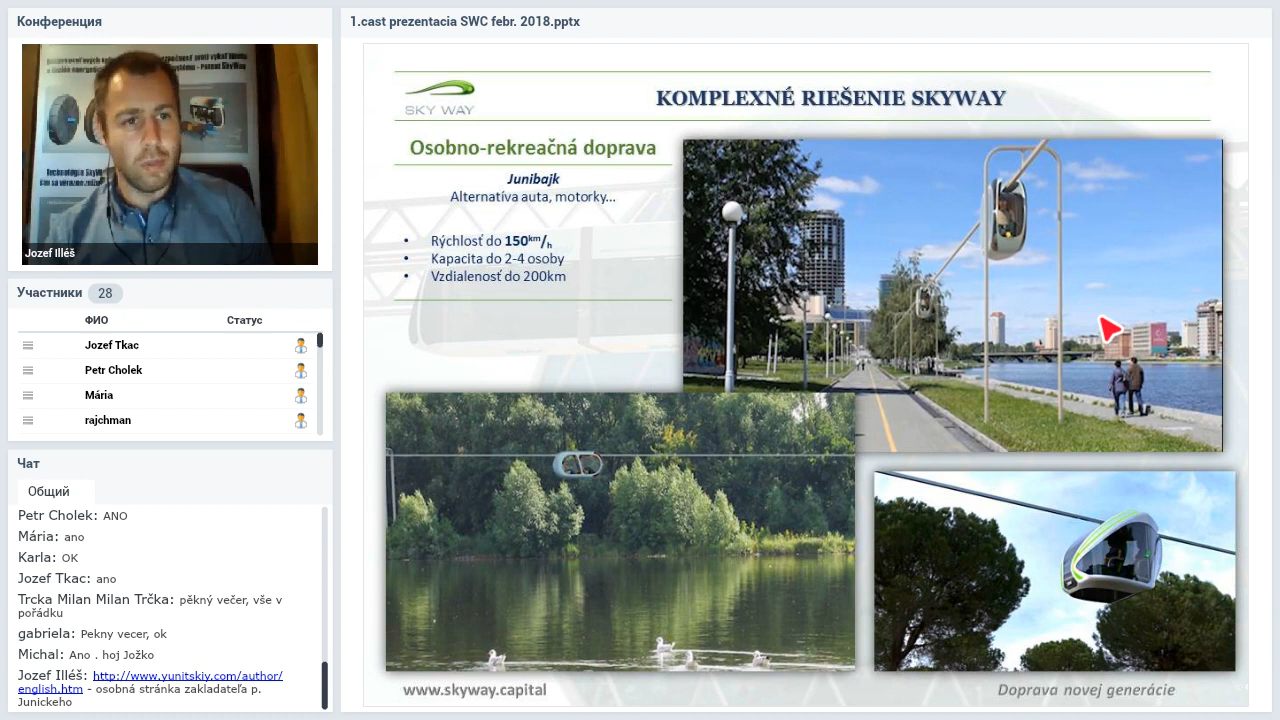 Конференция
Jozef Illéš
Участники 28
ФИО Статус
Jozef Tkac
Petr Cholek
Mária
rajchman
Чат
Общий
Petr Cholek: ANO
Mária: ano
Karla: OK
Jozef Tkac: ano
Trcka Milan Milan Trčka: pěkný večer, vše v
pořádku
gabriela: Pekny vecer, ok
Michal: Ano . hoj Jožko
Jozef Illéš: http://www.yunitskiy.com/author/
english.htm - osobná stránka zakladateľa p.
Junickeho
1.cast prezentacia SWC febr. 2018.pptx
SKY WAY
KOMPLEXNÉ RIEŠENIE SKYWAY
Osobno-rekreačná doprava
Junibajk
Alternatíva auta, motorky...
• Rýchlosť do 150km/h
• Kapacita do 2-4 osoby
• Vzdialenosť do 200km
www.skyway.capital
Doprava novej generácie